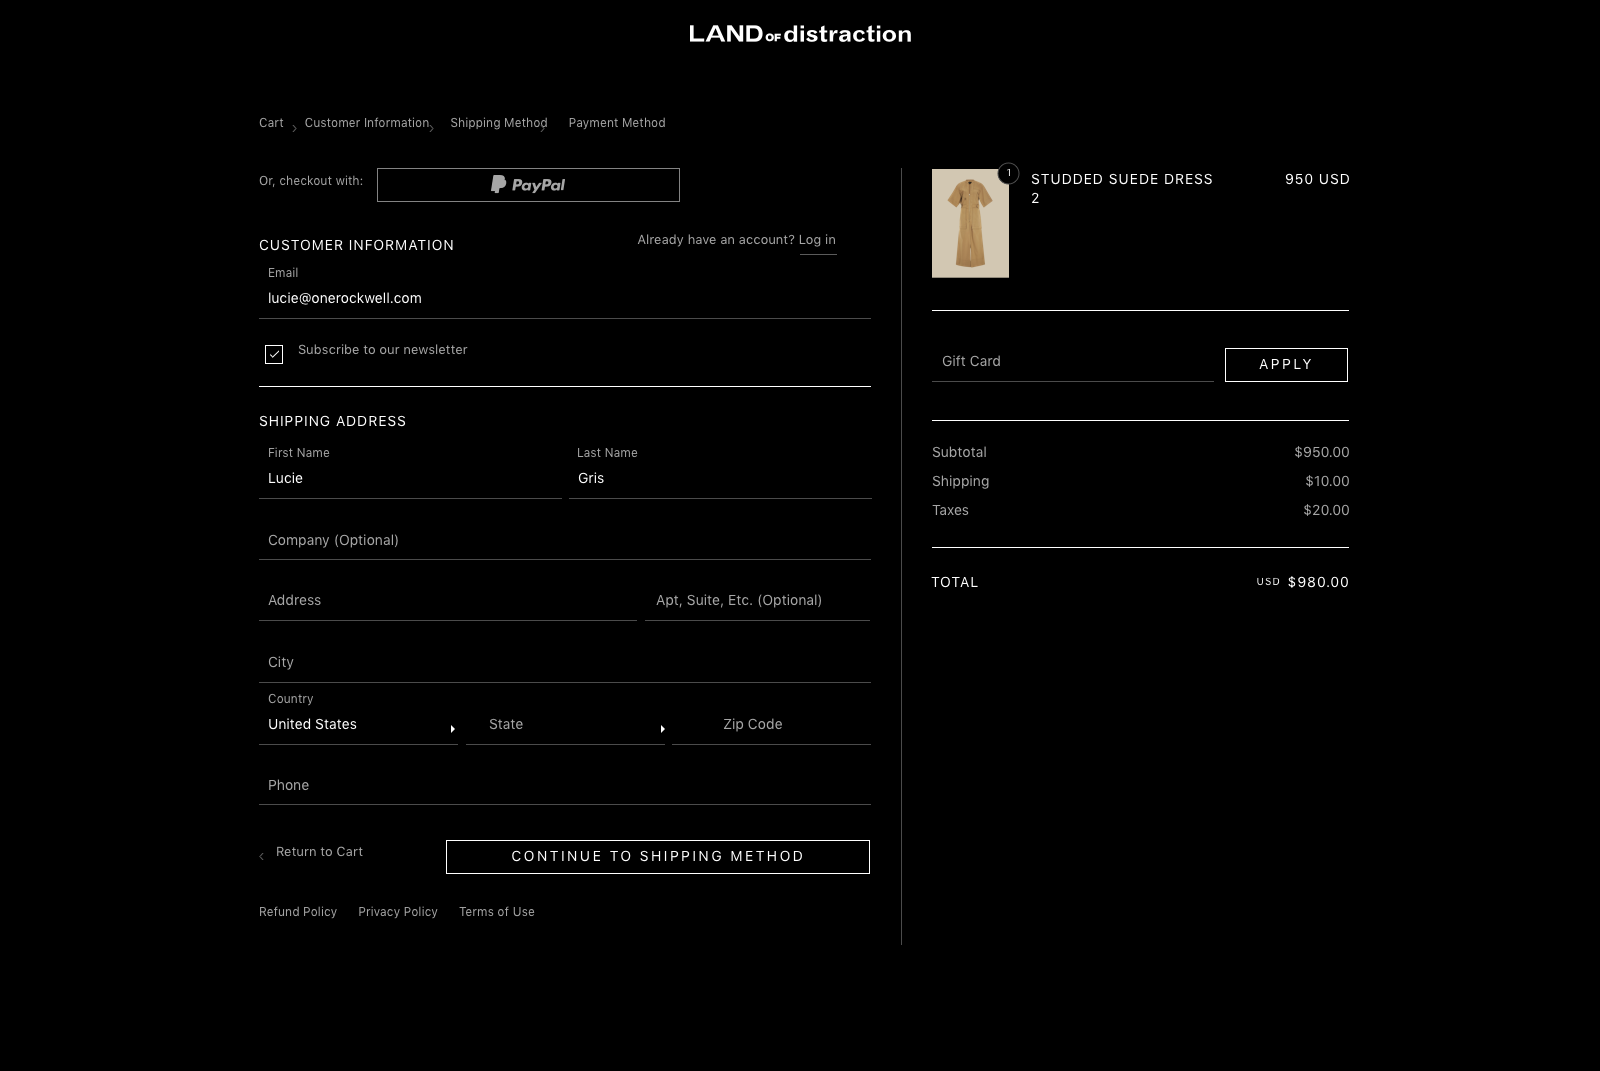 LAND OF distraction
Cart › Customer Information › Shipping Method › Payment Method
Or, checkout with: PayPal
CUSTOMER INFORMATION
Already have an account? Log in
Email
lucie@onerockwell.com
Subscribe to our newsletter
SHIPPING ADDRESS
First Name Last Name
Lucie Gris
Company (Optional)
Address Apt, Suite, Etc. (Optional)
City
Country
United States State Zip Code
Phone
‹ Return to Cart CONTINUE TO SHIPPING METHOD
Refund Policy Privacy Policy Terms of Use
1
STUDDED SUEDE DRESS 950 USD
2
Gift Card APPLY
Subtotal $950.00
Shipping $10.00
Taxes $20.00
TOTAL USD $980.00